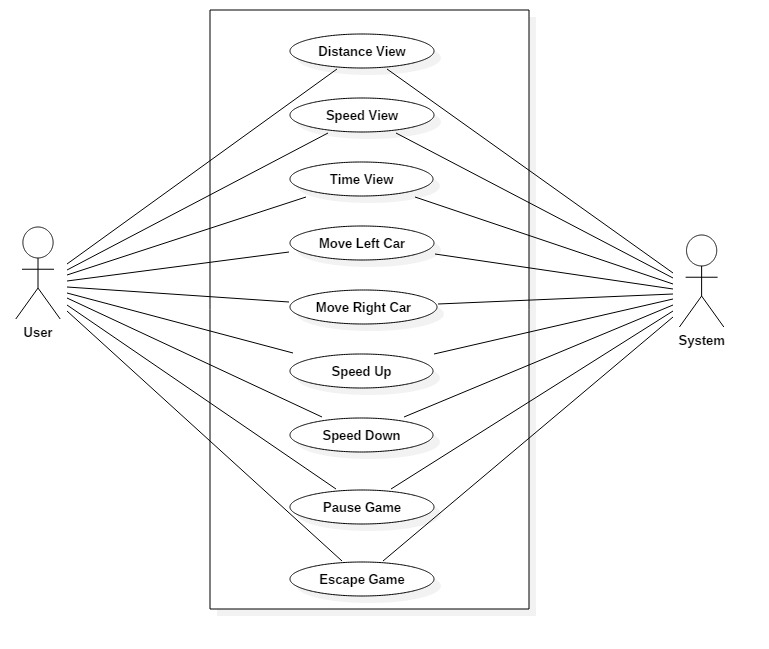 Distance View
Speed View
Time View
Move Left Car
Move Right Car
User
System
Speed Up
Speed Down
Pause Game
Escape Game